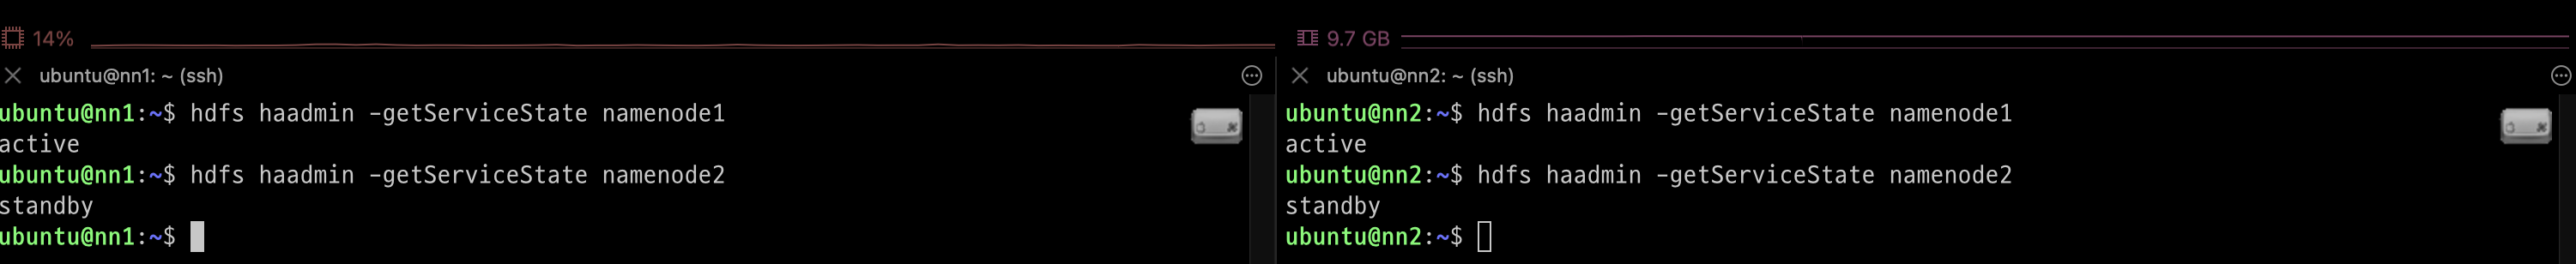 14%
9.7 GB
ubuntu@nn1: ~ (ssh)
ubuntu@nn1:~$ hdfs haadmin -getServiceState namenode1
active
ubuntu@nn1:~$ hdfs haadmin -getServiceState namenode2
standby
ubuntu@nn1:~$
ubuntu@nn2: ~ (ssh)
ubuntu@nn2:~$ hdfs haadmin -getServiceState namenode1
active
ubuntu@nn2:~$ hdfs haadmin -getServiceState namenode2
standby
ubuntu@nn2:~$